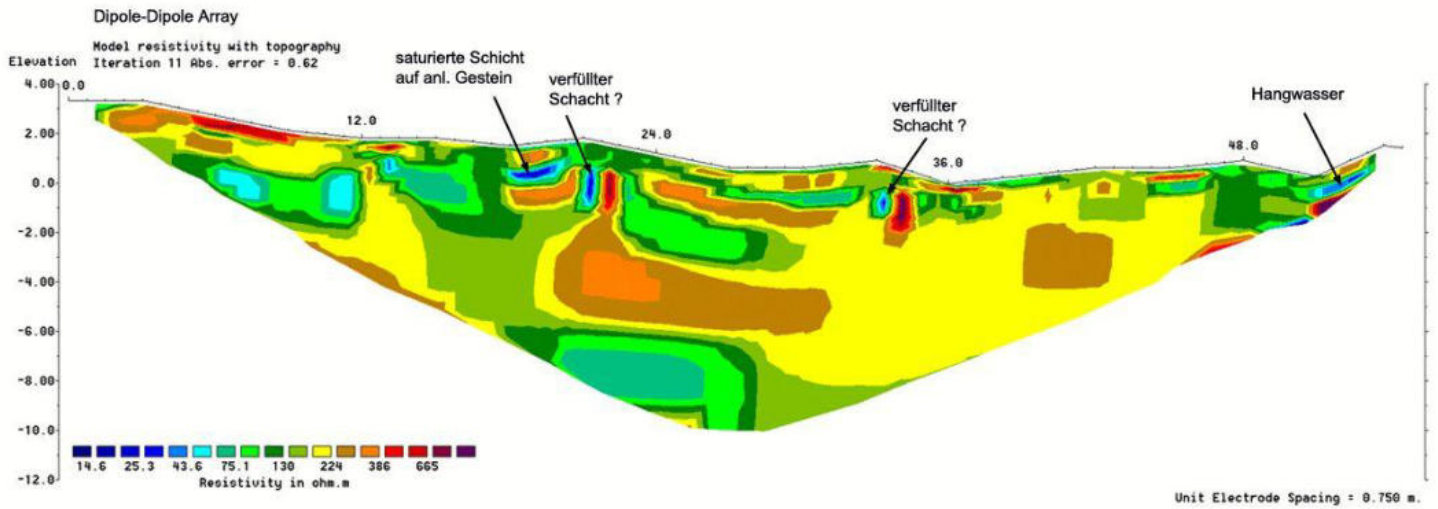 Dipole-Dipole Array
Model resistivity with topography
Elevation Iteration 11 Abs. error = 0.62
saturierte Schicht
auf anl. Gestein
verfüllter
Schacht ?
verfüllter
Schacht ?
Hangwasser
4.00
0.0
2.00
12.0
24.0
36.0
48.0
0.0
-2.00
-4.00
-6.00
-8.00
-10.0
-12.0
14.6 25.3 43.6 75.1 130 224 386 665
Resistivity in ohm.m
Unit Electrode Spacing = 0.750 m.